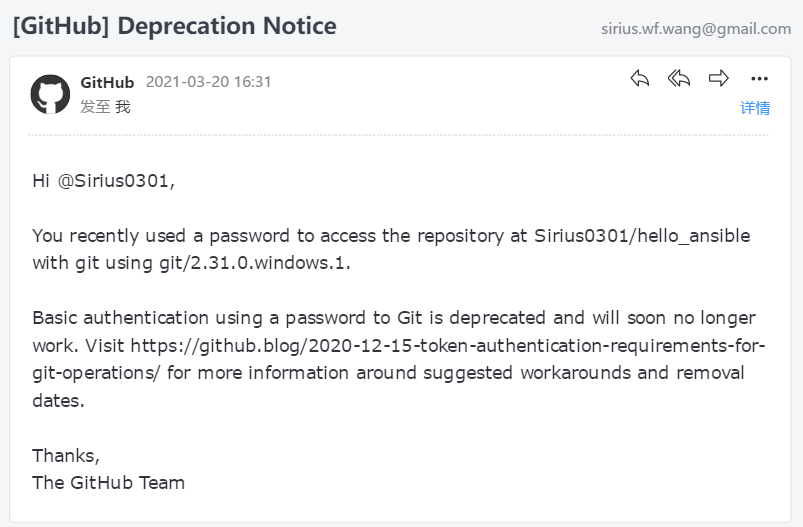 [GitHub] Deprecation Notice
sirius.wf.wang@gmail.com
GitHub 2021-03-20 16:31
发至 我
详情
Hi @Sirius0301,
You recently used a password to access the repository at Sirius0301/hello_ansible
with git using git/2.31.0.windows.1.
Basic authentication using a password to Git is deprecated and will soon no longer
work. Visit https://github.blog/2020-12-15-token-authentication-requirements-for-
git-operations/ for more information around suggested workarounds and removal
dates.
Thanks,
The GitHub Team